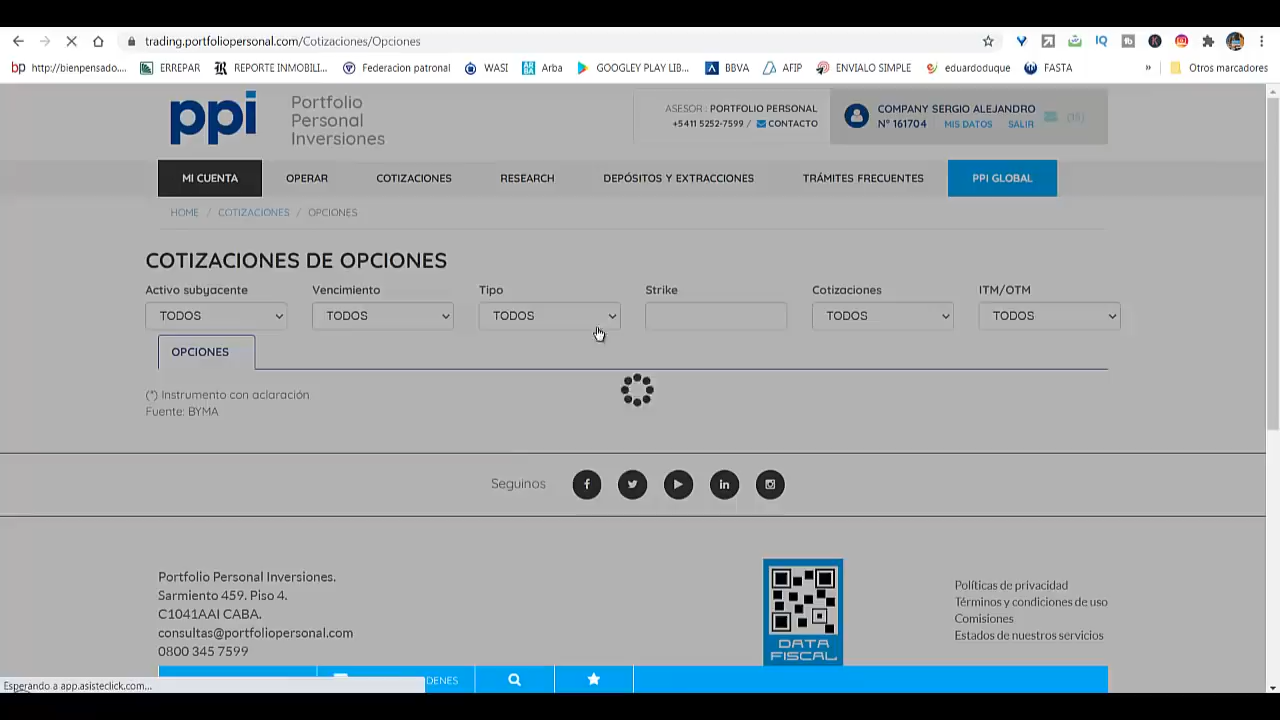 trading.portfoliopersonal.com/Cotizaciones/Opciones
bp http://bienpensado.... ERREPAR REPORTE INMOBILI... Federacion patronal WASI Arba GOOGLEY PLAY LIB... BBVA AFIP ENVIALO SIMPLE eduardoduque FASTA » Otros marcadores
ppi Portfolio Personal Inversiones
ASESOR : PORTFOLIO PERSONAL
+5411 5252-7599 / CONTACTO
COMPANY SERGIO ALEJANDRO
N° 161704 MIS DATOS SALIR
MI CUENTA OPERAR COTIZACIONES RESEARCH DEPÓSITOS Y EXTRACCIONES TRÁMITES FRECUENTES PPI GLOBAL
HOME / COTIZACIONES / OPCIONES
COTIZACIONES DE OPCIONES
Activo subyacente Vencimiento Tipo Strike Cotizaciones ITM/OTM
TODOS TODOS TODOS TODOS TODOS
OPCIONES
(*) Instrumento con aclaración
Fuente: BYMA
Seguinos
Portfolio Personal Inversiones.
Sarmiento 459. Piso 4.
C1041AAI CABA.
consultas@portfoliopersonal.com
0800 345 7599
DATA
FISCAL
Políticas de privacidad
Términos y condiciones de uso
Comisiones
Estados de nuestros servicios
DENES
Esperando a app.asisteclick.com...